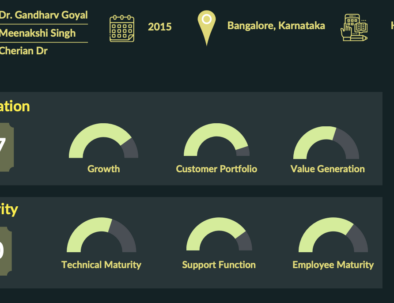 Dr. Gandharv Goyal
Meenakshi Singh
Cherian Dr
2015
Bangalore, Karnataka
ation
7
Growth
Customer Portfolio
Value Generation
ity
Technical Maturity
Support Function
Employee Maturity